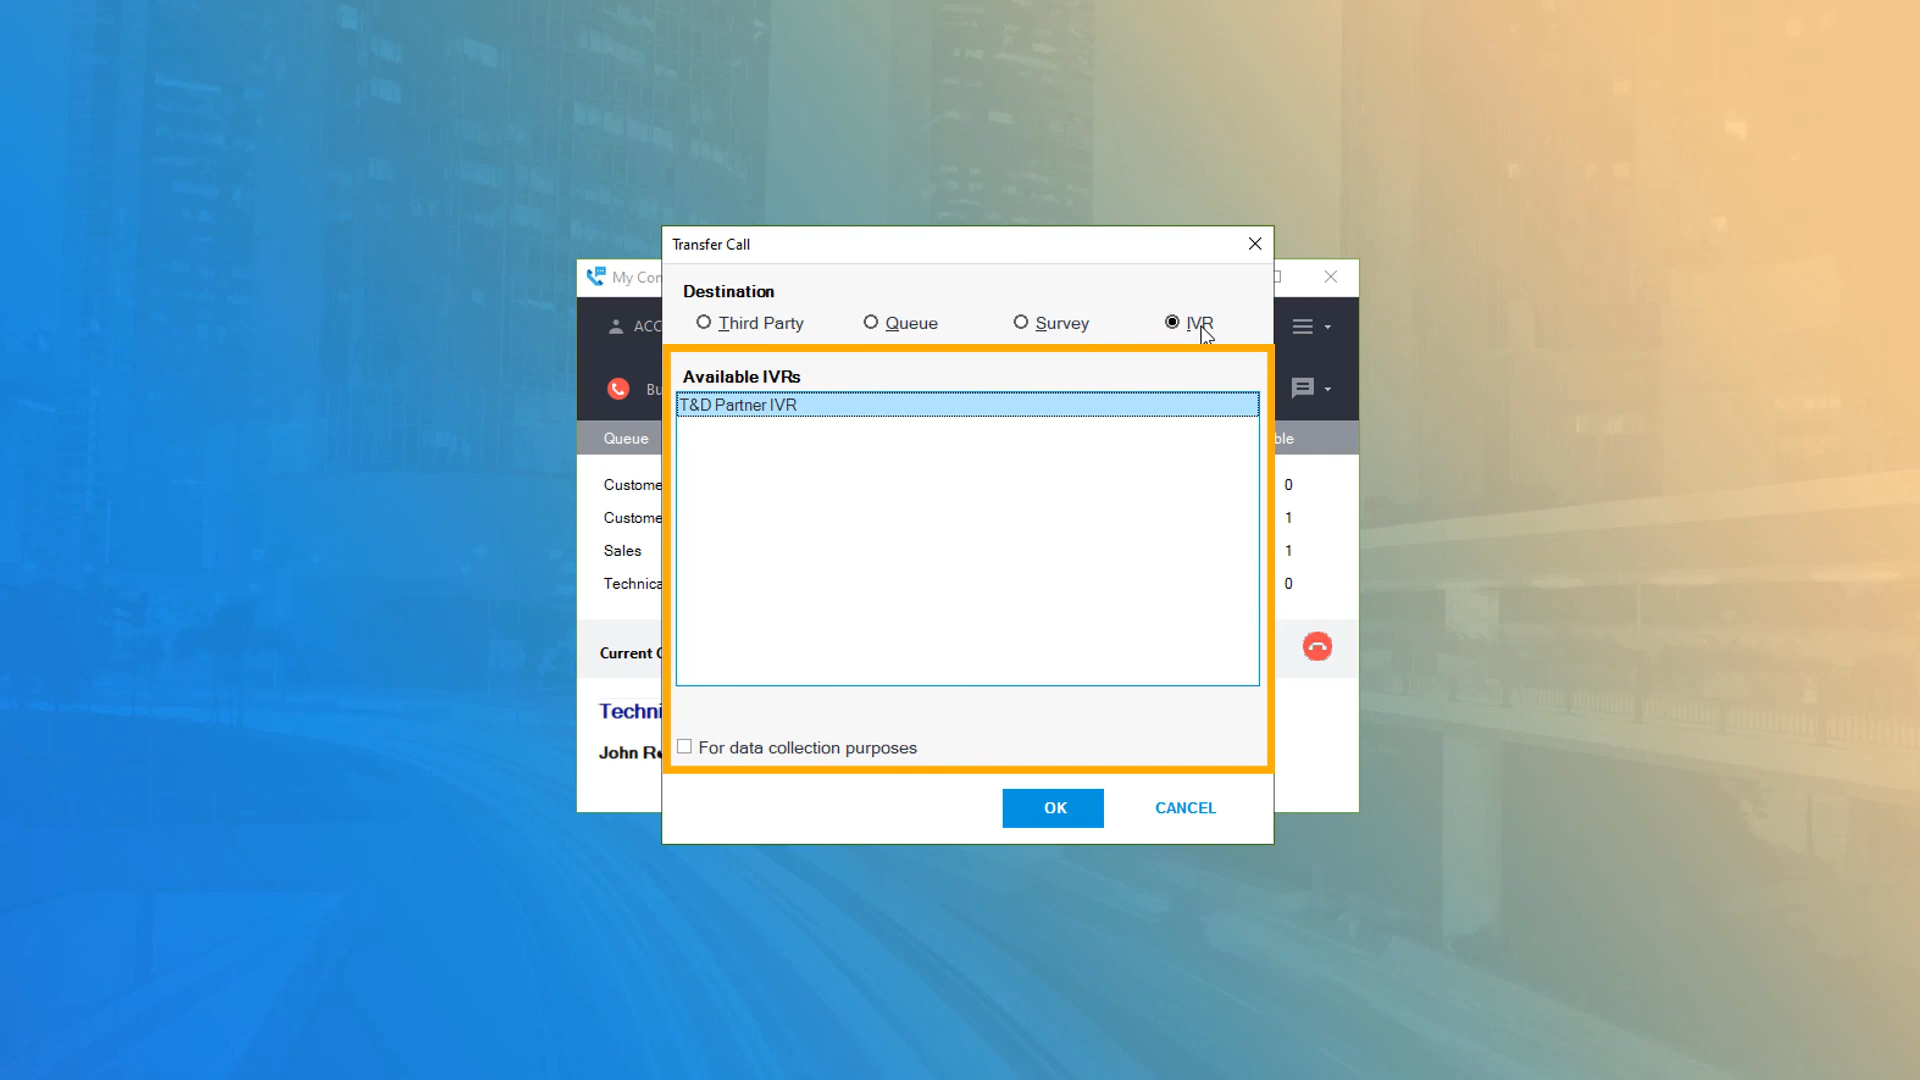 Transfer Call
My Con
Destination
Third Party Queue Survey IVR
ACC
Bu
Available IVRs
T&D Partner IVR
Queue ble
Custome 0
Custome 1
Sales 1
Technica 0
Current C
Techni
John Re
For data collection purposes
OK CANCEL